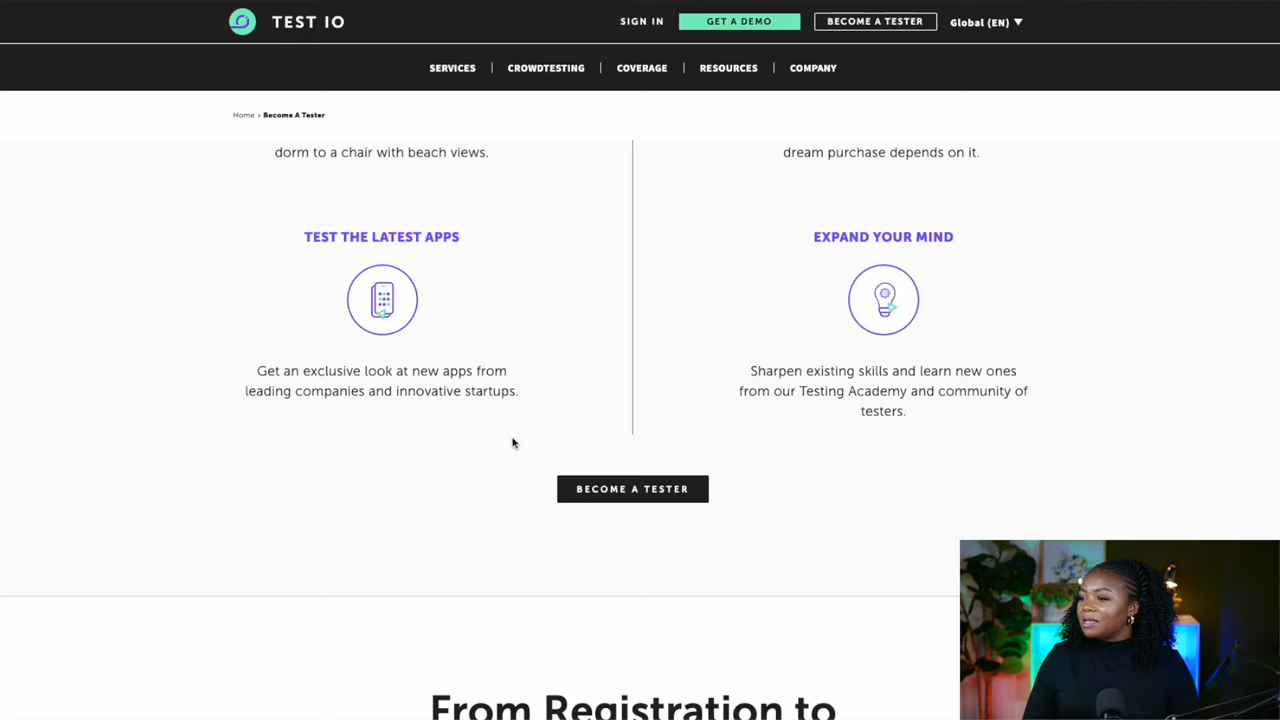 TEST IO
SIGN IN
GET A DEMO
BECOME A TESTER
Global (EN)
SERVICES
CROWDTESTING
COVERAGE
RESOURCES
COMPANY
Home › Become A Tester
dorm to a chair with beach views.
dream purchase depends on it.
TEST THE LATEST APPS
EXPAND YOUR MIND
Get an exclusive look at new apps from
leading companies and innovative startups.
Sharpen existing skills and learn new ones
from our Testing Academy and community of
testers.
BECOME A TESTER
From Registration to